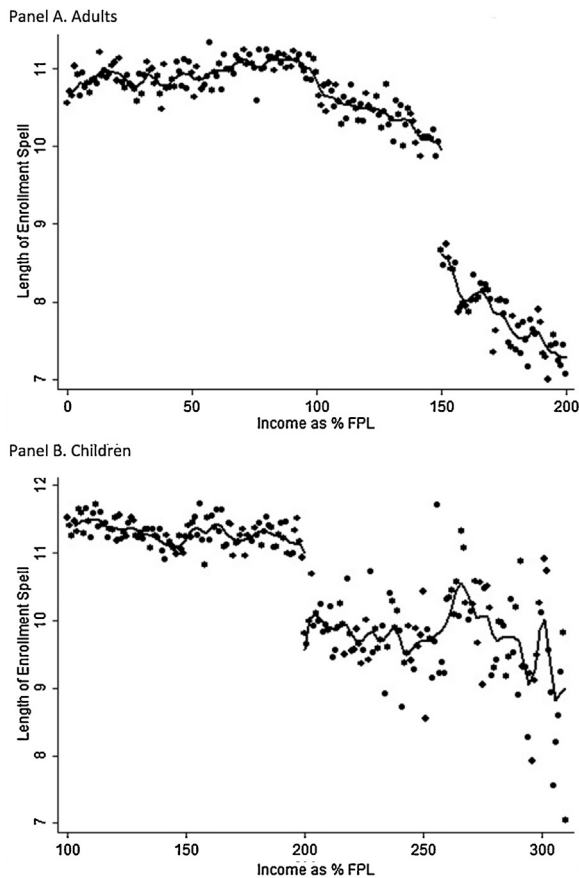 Panel A. Adults
Length of Enrollment Spell
11
10
9
8
7
0 50 100 150 200
Income as % FPL
Panel B. Children
Length of Enrollment Spell
12
11
10
9
8
7
100 150 200 250 300
Income as % FPL